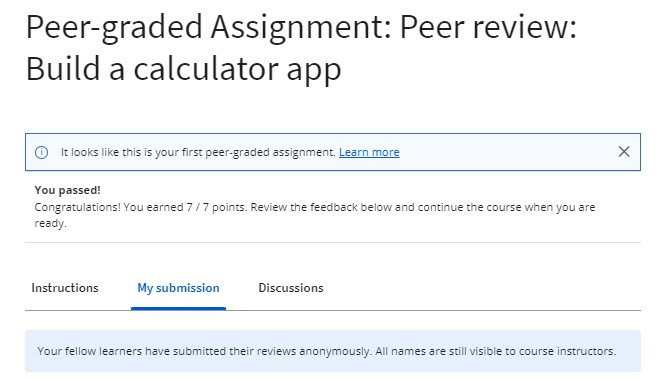 Peer-graded Assignment: Peer review:
Build a calculator app
It looks like this is your first peer-graded assignment. Learn more
You passed!
Congratulations! You earned 7 / 7 points. Review the feedback below and continue the course when you are
ready.
Instructions My submission Discussions
Your fellow learners have submitted their reviews anonymously. All names are still visible to course instructors.